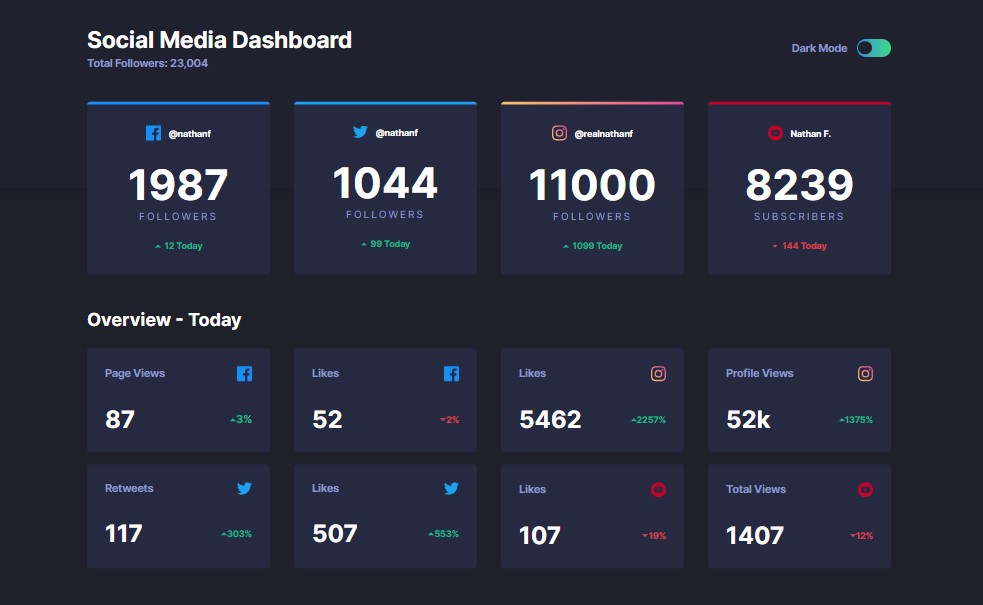 Social Media Dashboard
Total Followers: 23,004
Dark Mode
@nathanf
1987
FOLLOWERS
12 Today
@nathanf
1044
FOLLOWERS
99 Today
@realnathanf
11000
FOLLOWERS
1099 Today
Nathan F.
8239
SUBSCRIBERS
144 Today
Overview - Today
Page Views
87
3%
Likes
52
2%
Likes
5462
2257%
Profile Views
52k
1375%
Retweets
117
303%
Likes
507
553%
Likes
107
19%
Total Views
1407
12%